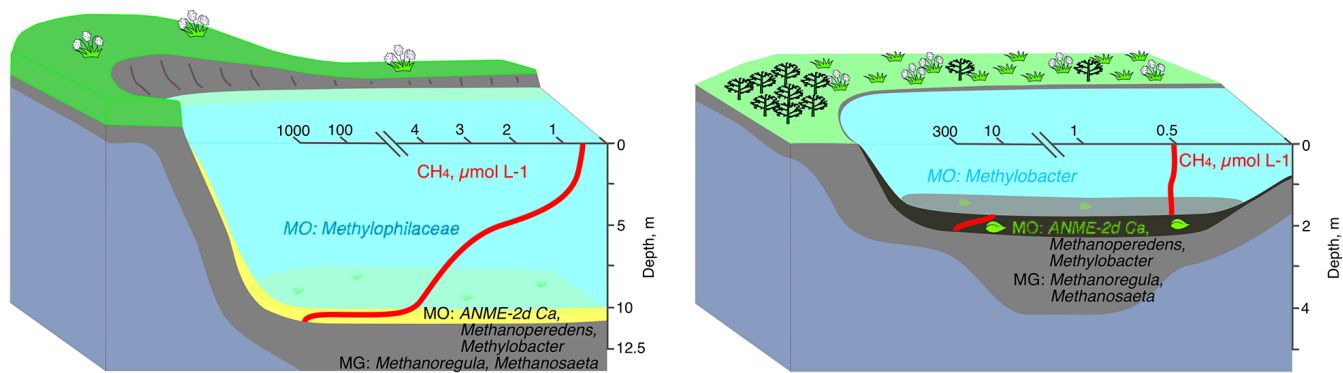 1000 100 4 3 2 1
0
CH₄, µmol L-1
MO: Methylophilaceae
5
Depth, m
10
MO: ANME-2d Ca,
Methanoperedens,
Methylobacter
12.5
MG: Methanoregula, Methanosaeta
300 10 1 0.5
0
CH₄, µmol L-1
MO: Methylobacter
2
MO: ANME-2d Ca,
Methanoperedens,
Methylobacter
MG: Methanoregula,
Methanosaeta
Depth, m
4